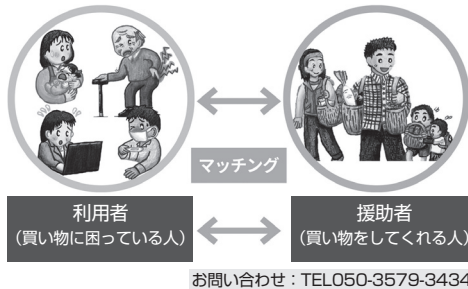 マッチング
利用者
（買い物に困っている人）
援助者
（買い物をしてくれる人）
お問い合わせ：TEL050-3579-3434